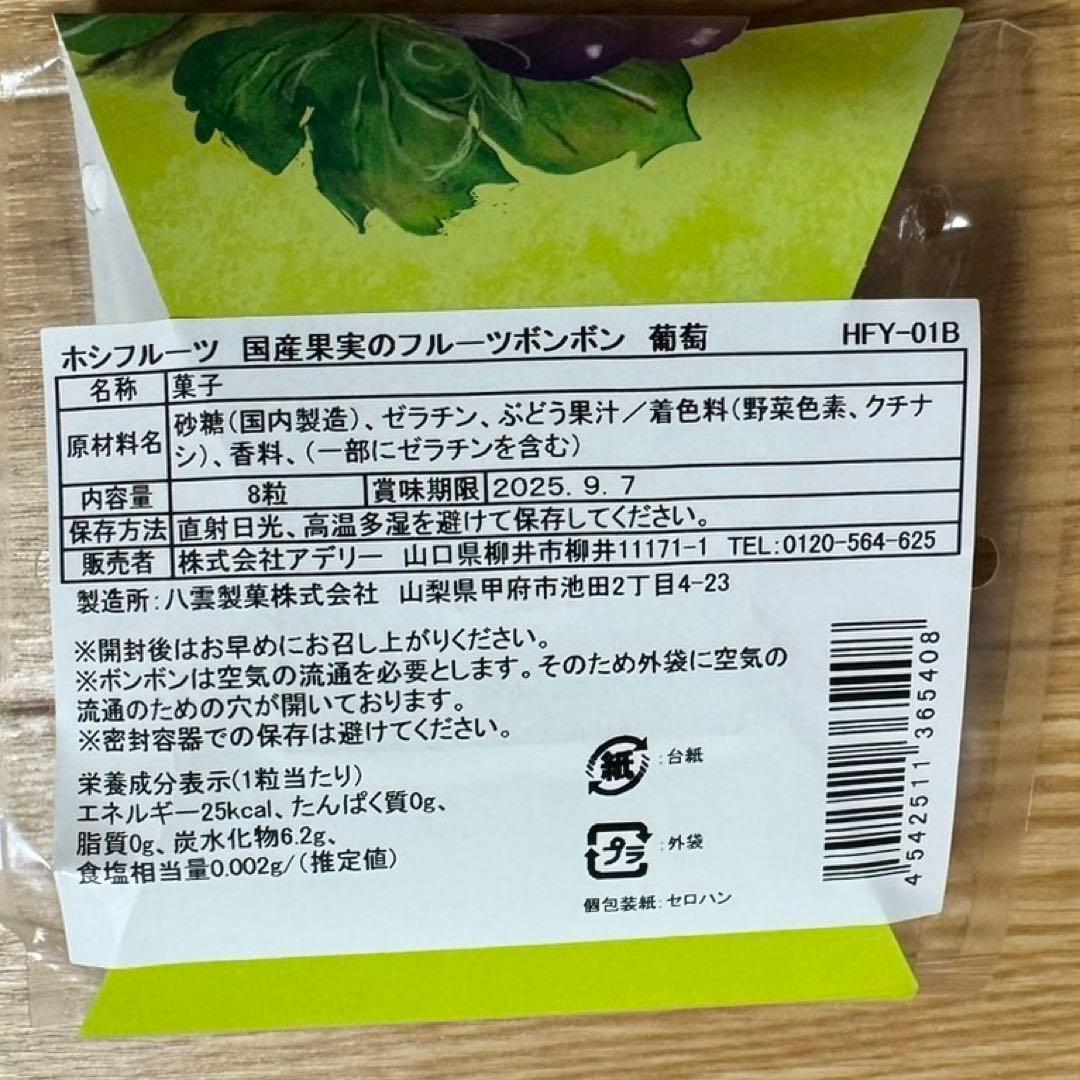 ホシフルーツ 国産果実のフルーツボンボン 葡萄 HFY-01B
名称 菓子
原材料名 砂糖(国内製造)、ゼラチン、ぶどう果汁/着色料(野菜色素、クチナ
シ)、香料、(一部にゼラチンを含む)
内容量 8粒 賞味期限 2025. 9. 7
保存方法 直射日光、高温多湿を避けて保存してください。
販売者 株式会社アデリー 山口県柳井市柳井11171-1 TEL:0120-564-625
製造所:八雲製菓株式会社 山梨県甲府市池田2丁目4-23
※開封後はお早めにお召し上がりください。
※ボンボンは空気の流通を必要とします。そのため外袋に空気の
流通のための穴が開いております。
※密封容器での保存は避けてください。
栄養成分表示(1粒当たり)
エネルギー25kcal、たんぱく質0g、
脂質0g、炭水化物6.2g、
食塩相当量0.002g/(推定値)
紙 :台紙
プラ :外袋
個包装紙:セロハン
4542511365408